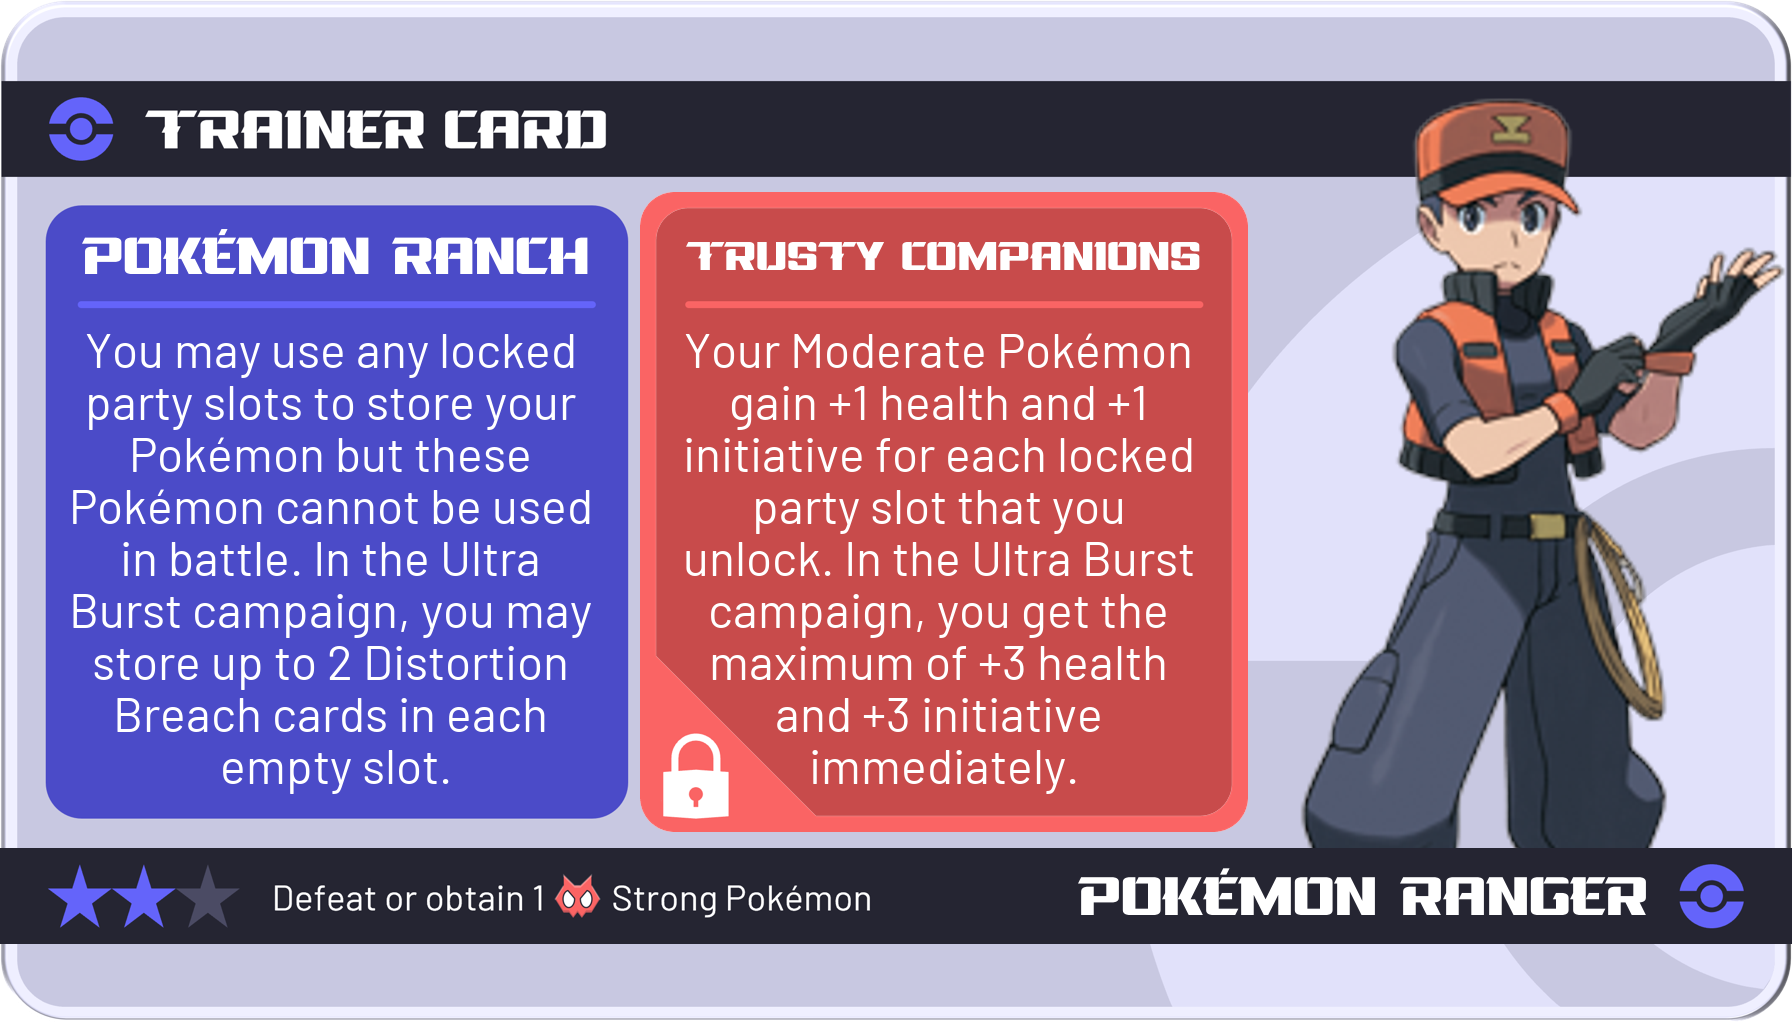 TRAINER CARD
POKÉMON RANCH
You may use any locked
party slots to store your
Pokémon but these
Pokémon cannot be used
in battle. In the Ultra
Burst campaign, you may
store up to 2 Distortion
Breach cards in each
empty slot.
TRUSTY COMPANIONS
Your Moderate Pokémon
gain +1 health and +1
initiative for each locked
party slot that you
unlock. In the Ultra Burst
campaign, you get the
maximum of +3 health
and +3 initiative
immediately.
Defeat or obtain 1 Strong Pokémon
POKÉMON RANGER